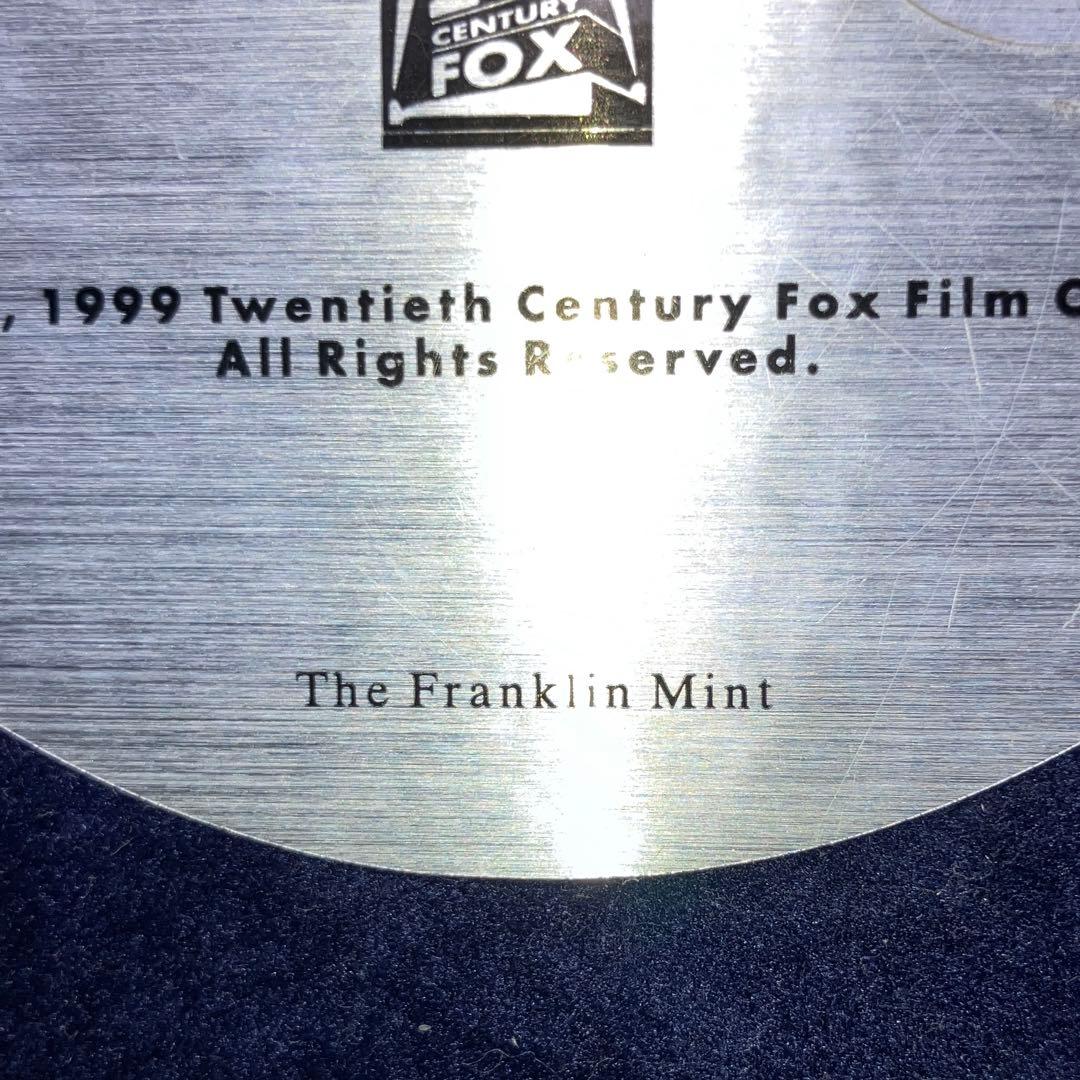 CENTURY
FOX
, 1999 Twentieth Century Fox Film C
All Rights Reserved.
The Franklin Mint